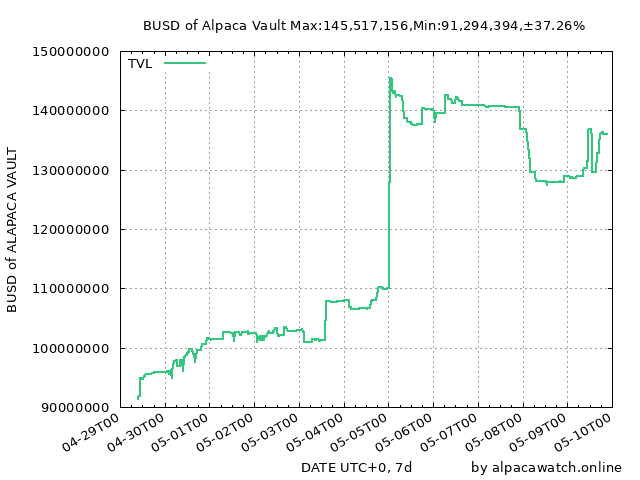 BUSD of Alpaca Vault Max:145,517,156,Min:91,294,394,±37.26%
TVL
150000000
140000000
130000000
120000000
110000000
100000000
90000000
BUSD of ALAPACA VAULT
04-29T00
04-30T00
05-01T00
05-02T00
05-03T00
05-04T00
05-05T00
05-06T00
05-07T00
05-08T00
05-09T00
05-10T00
DATE UTC+0, 7d
by alpacawatch.online